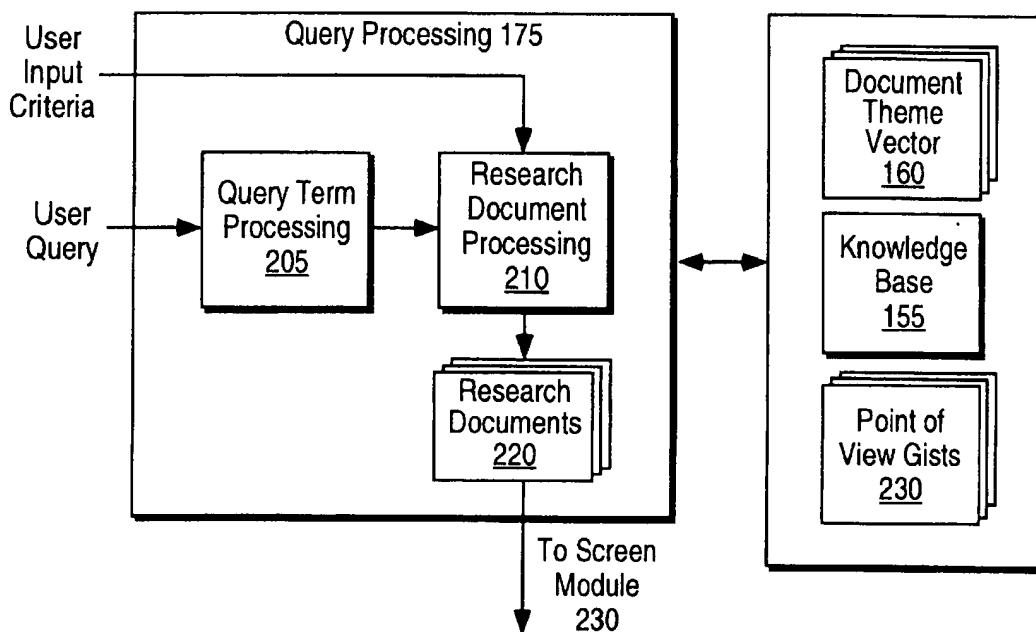 User
Input
Criteria
Query Processing 175
User
Query
Query Term
Processing
205
Research
Document
Processing
210
Research
Documents
220
To Screen
Module
230
Document
Theme
Vector
160
Knowledge
Base
155
Point of
View Gists
230